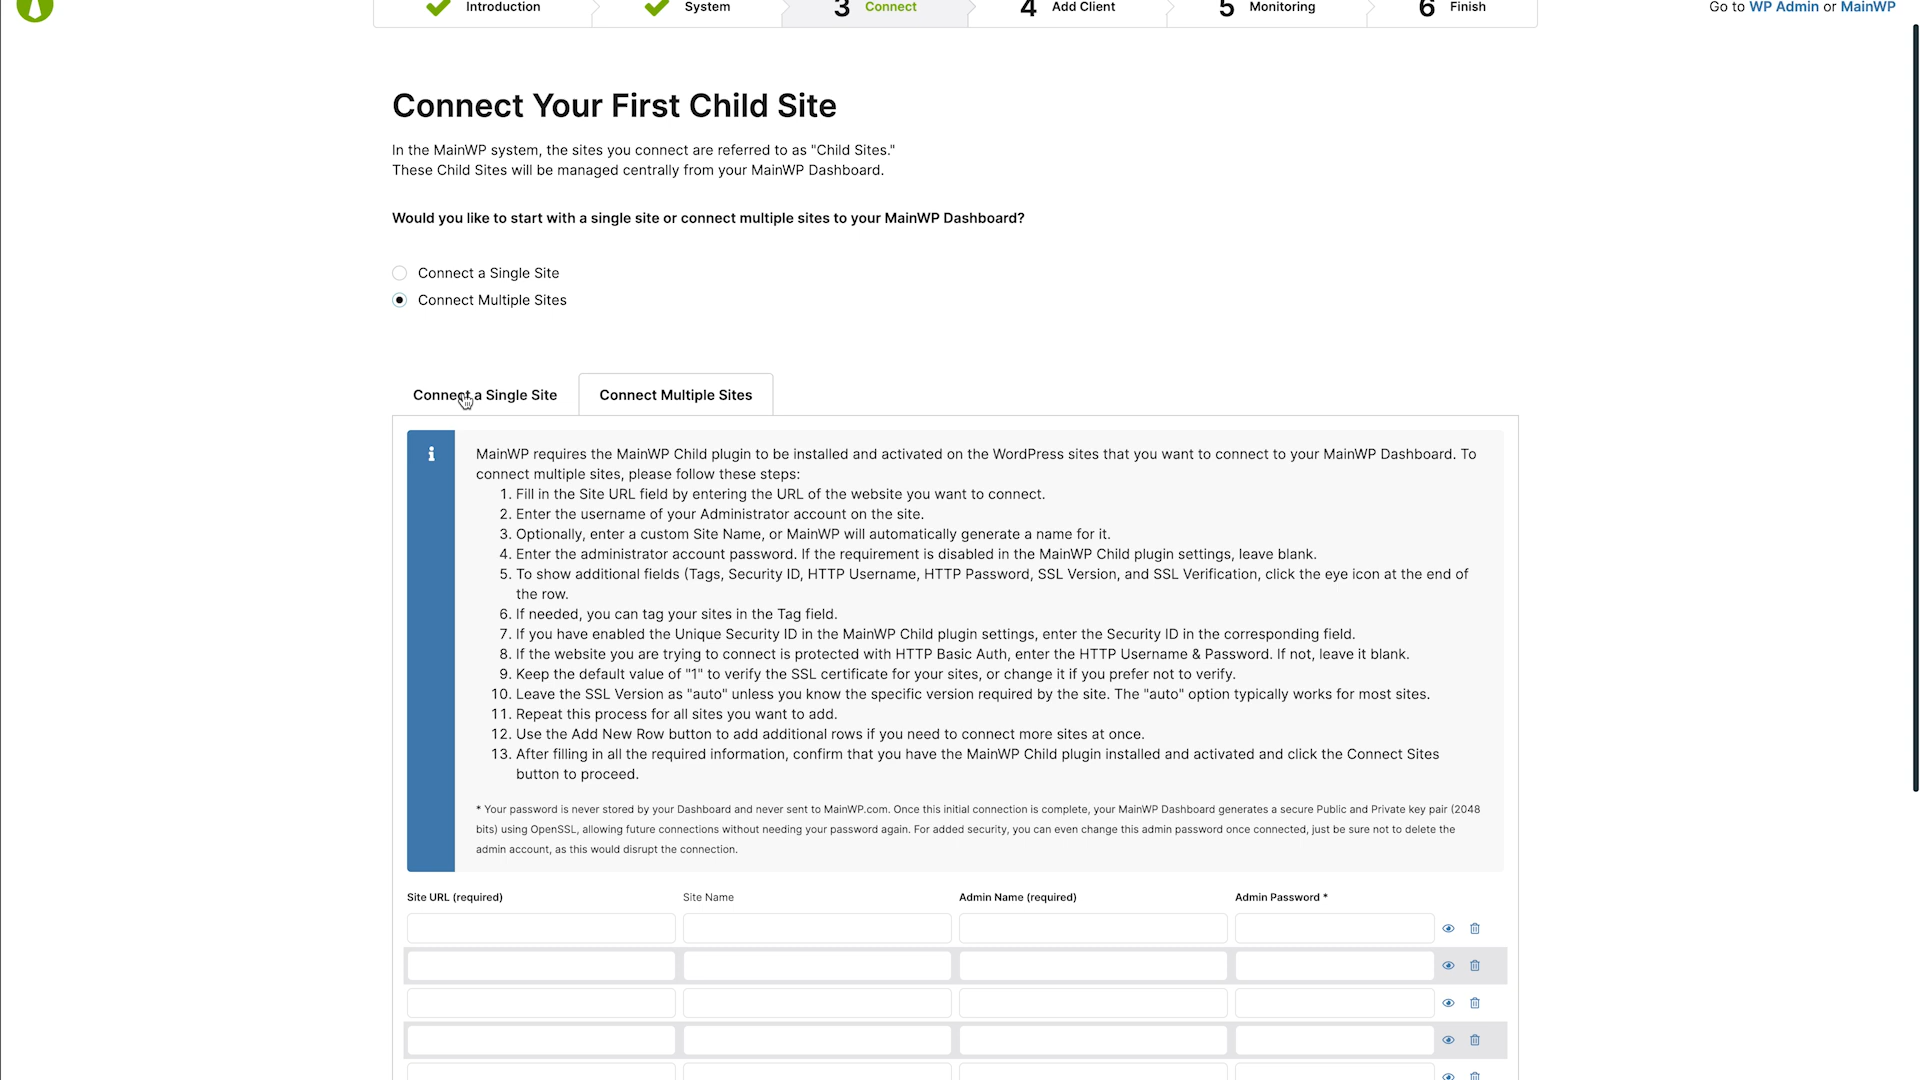 Introduction
System
3 Connect
4 Add Client
5 Monitoring
6 Finish
Go to WP Admin or MainWP
Connect Your First Child Site
In the MainWP system, the sites you connect are referred to as "Child Sites."
These Child Sites will be managed centrally from your MainWP Dashboard.
Would you like to start with a single site or connect multiple sites to your MainWP Dashboard?
Connect a Single Site
Connect Multiple Sites
Connect a Single Site
Connect Multiple Sites
MainWP requires the MainWP Child plugin to be installed and activated on the WordPress sites that you want to connect to your MainWP Dashboard. To
connect multiple sites, please follow these steps:
1. Fill in the Site URL field by entering the URL of the website you want to connect.
2. Enter the username of your Administrator account on the site.
3. Optionally, enter a custom Site Name, or MainWP will automatically generate a name for it.
4. Enter the administrator account password. If the requirement is disabled in the MainWP Child plugin settings, leave blank.
5. To show additional fields (Tags, Security ID, HTTP Username, HTTP Password, SSL Version, and SSL Verification, click the eye icon at the end of
the row.
6. If needed, you can tag your sites in the Tag field.
7. If you have enabled the Unique Security ID in the MainWP Child plugin settings, enter the Security ID in the corresponding field.
8. If the website you are trying to connect is protected with HTTP Basic Auth, enter the HTTP Username & Password. If not, leave it blank.
9. Keep the default value of "1" to verify the SSL certificate for your sites, or change it if you prefer not to verify.
10. Leave the SSL Version as "auto" unless you know the specific version required by the site. The "auto" option typically works for most sites.
11. Repeat this process for all sites you want to add.
12. Use the Add New Row button to add additional rows if you need to connect more sites at once.
13. After filling in all the required information, confirm that you have the MainWP Child plugin installed and activated and click the Connect Sites
button to proceed.
* Your password is never stored by your Dashboard and never sent to MainWP.com. Once this initial connection is complete, your MainWP Dashboard generates a secure Public and Private key pair (2048
bits) using OpenSSL, allowing future connections without needing your password again. For added security, you can even change this admin password once connected, just be sure not to delete the
admin account, as this would disrupt the connection.
Site URL (required)
Site Name
Admin Name (required)
Admin Password *